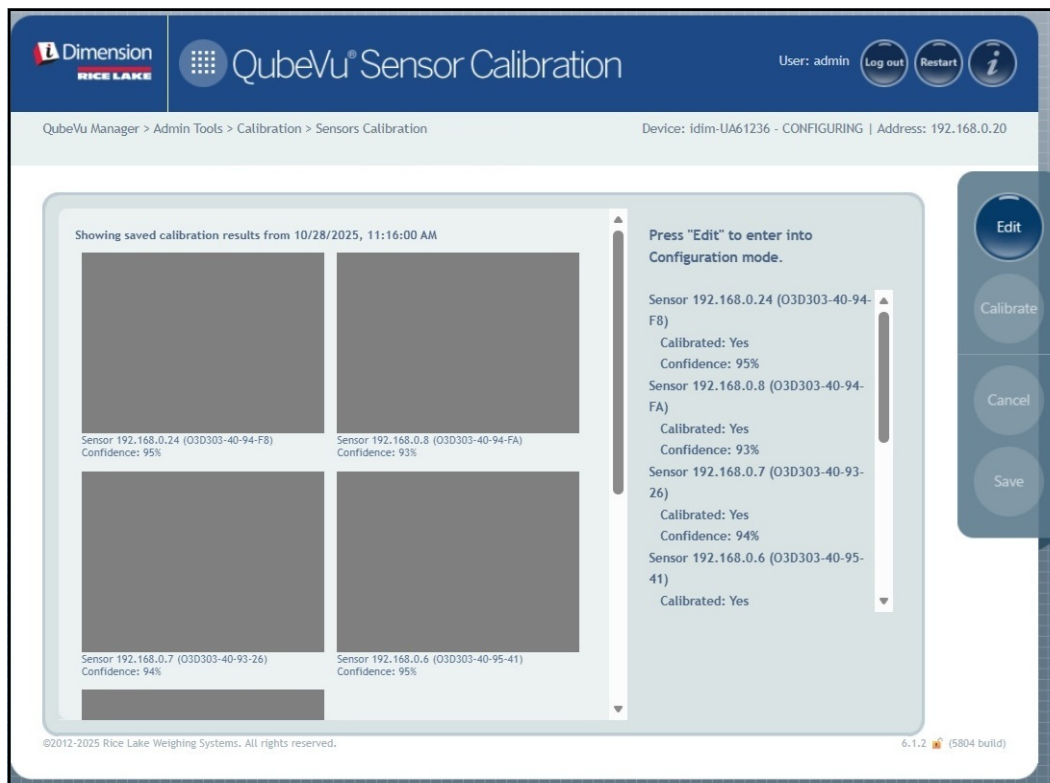 iDimension
RICE LAKE
QubeVu® Sensor Calibration
User: admin
Log out
Restart
i
QubeVu Manager > Admin Tools > Calibration > Sensors Calibration
Device: idim-UA61236 - CONFIGURING | Address: 192.168.0.20
Showing saved calibration results from 10/28/2025, 11:16:00 AM
Sensor 192.168.0.24 (O3D303-40-94-F8)
Confidence: 95%
Sensor 192.168.0.8 (O3D303-40-94-FA)
Confidence: 93%
Sensor 192.168.0.7 (O3D303-40-93-26)
Confidence: 94%
Sensor 192.168.0.6 (O3D303-40-95-41)
Confidence: 95%
Press "Edit" to enter into
Configuration mode.
Sensor 192.168.0.24 (O3D303-40-94-
F8)
Calibrated: Yes
Confidence: 95%
Sensor 192.168.0.8 (O3D303-40-94-
FA)
Calibrated: Yes
Confidence: 93%
Sensor 192.168.0.7 (O3D303-40-93-
26)
Calibrated: Yes
Confidence: 94%
Sensor 192.168.0.6 (O3D303-40-95-
41)
Calibrated: Yes
Edit
Calibrate
Cancel
Save
©2012-2025 Rice Lake Weighing Systems. All rights reserved.
6.1.2 (5804 build)